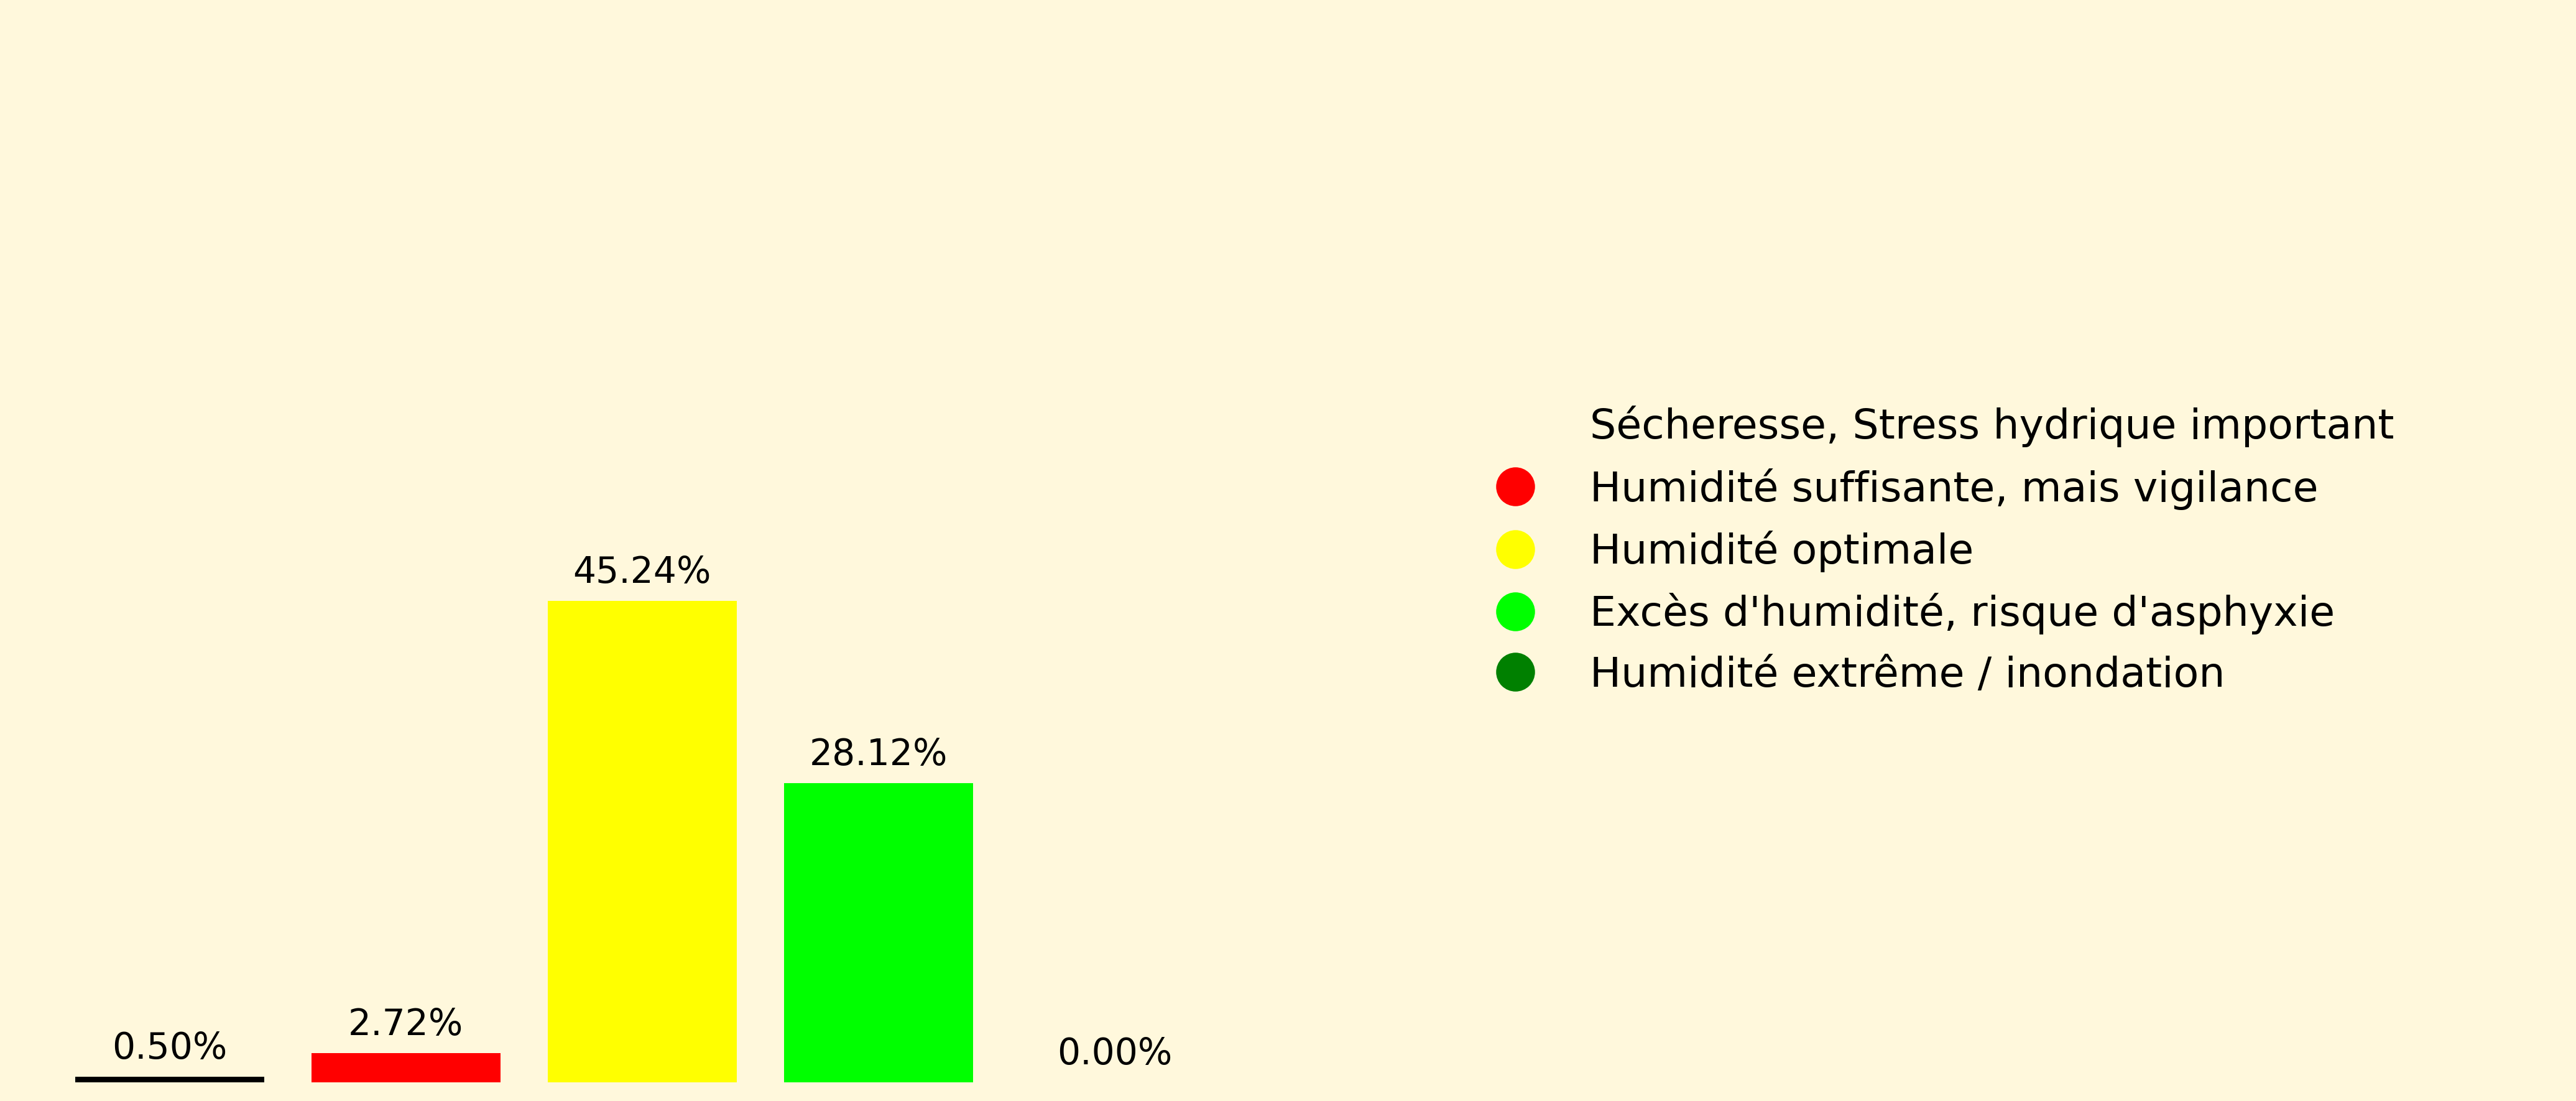 45.24%
28.12%
2.72%
0.50%
0.00%
Sécheresse, Stress hydrique important
Humidité suffisante, mais vigilance
Humidité optimale
Excès d'humidité, risque d'asphyxie
Humidité extrême / inondation